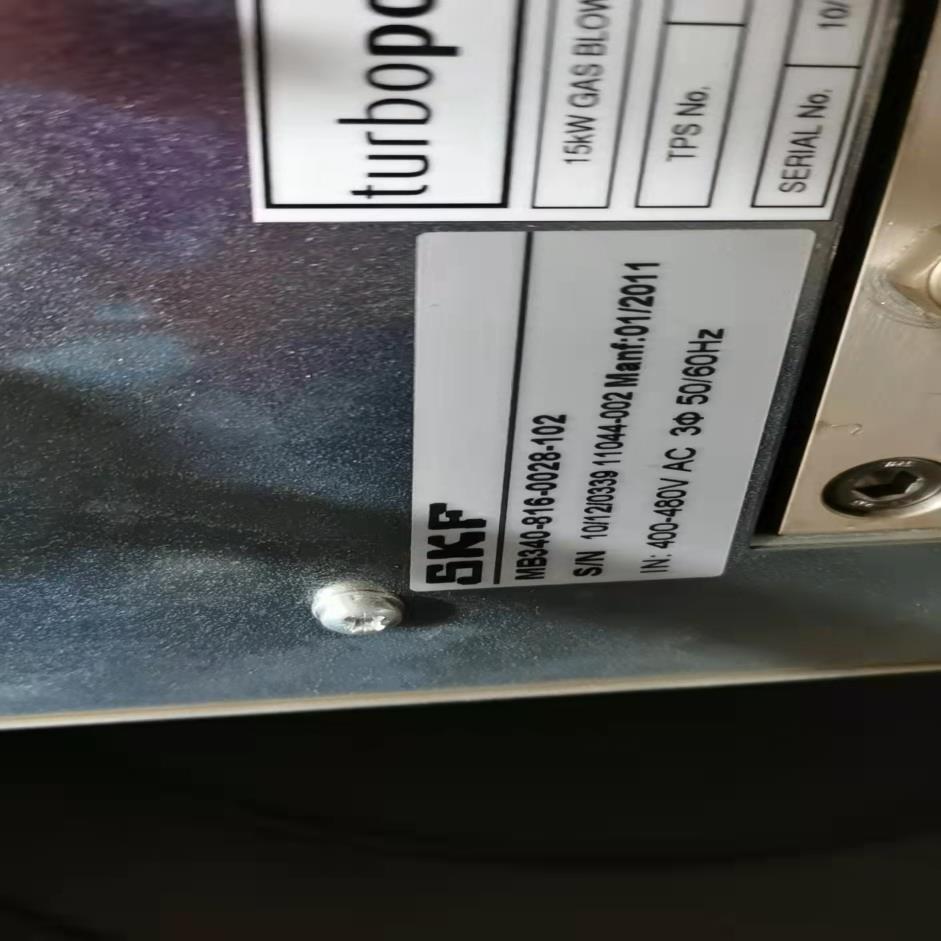 turbopo
15kW GAS BLOW
TPS No.
SERIAL No. 10/
SKF
MB340-816-0028-102
S/N 10/12/0339 11044-002 Manf:01/2011
IN: 400-480V AC 3Φ 50/60Hz